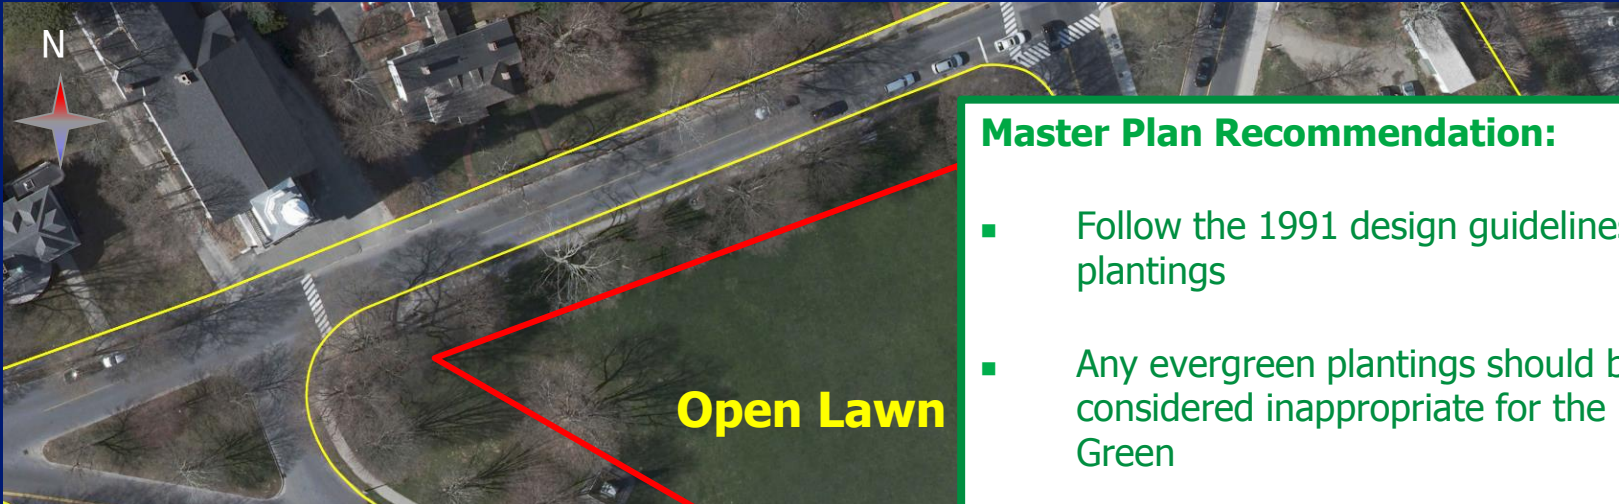 N
Master Plan Recommendation:
▪ Follow the 1991 design guidelines
plantings
▪ Any evergreen plantings should
considered inappropriate for the
Green
Open Lawn